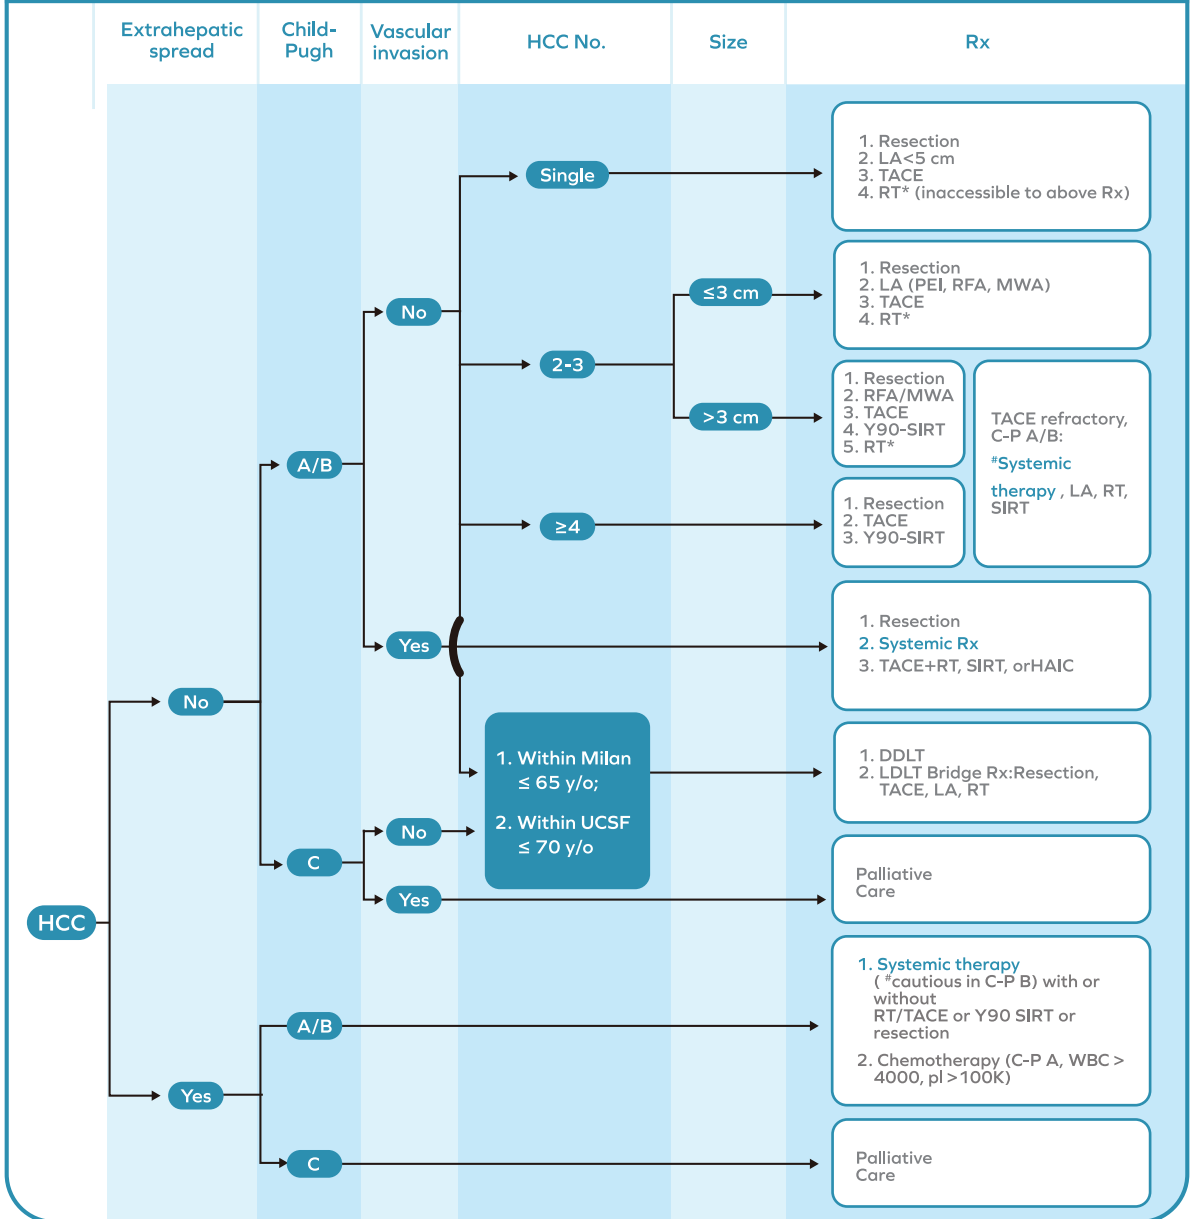 Extrahepatic
spread
Child-
Pugh
Vascular
invasion
HCC No.
Size
Rx
Single
1. Resection
2. LA<5 cm
3. TACE
4. RT* (inaccessible to above Rx)
No
≤3 cm
1. Resection
2. LA (PEI, RFA, MWA)
3. TACE
4. RT*
2-3
>3 cm
1. Resection
2. RFA/MWA
3. TACE
4. Y90-SIRT
5. RT*
TACE refractory,
C-P A/B:
#Systemic
therapy , LA, RT,
SIRT
A/B
≥4
1. Resection
2. TACE
3. Y90-SIRT
Yes
1. Resection
2. Systemic Rx
3. TACE+RT, SIRT, orHAIC
No
1. Within Milan
≤ 65 y/o;
2. Within UCSF
≤ 70 y/o
1. DDLT
2. LDLT Bridge Rx:Resection,
TACE, LA, RT
No
C
Yes
Palliative
Care
HCC
A/B
1. Systemic therapy
( #cautious in C-P B) with or
without
RT/TACE or Y90 SIRT or
resection
2. Chemotherapy (C-P A, WBC >
4000, pl >100K)
Yes
C
Palliative
Care